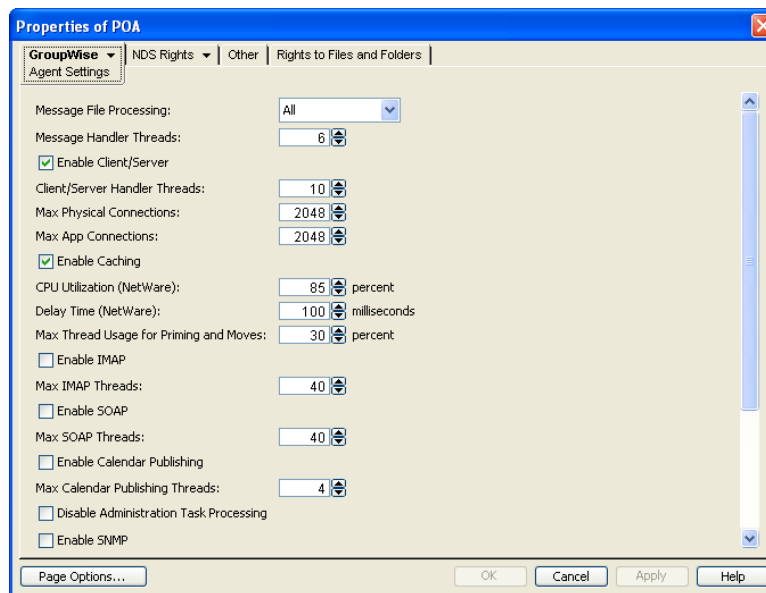 Properties of POA
GroupWise NDS Rights Other Rights to Files and Folders
Agent Settings
Message File Processing: All
Message Handler Threads: 6
Enable Client/Server
Client/Server Handler Threads: 10
Max Physical Connections: 2048
Max App Connections: 2048
Enable Caching
CPU Utilization (NetWare): 85 percent
Delay Time (NetWare): 100 milliseconds
Max Thread Usage for Priming and Moves: 30 percent
Enable IMAP
Max IMAP Threads: 40
Enable SOAP
Max SOAP Threads: 40
Enable Calendar Publishing
Max Calendar Publishing Threads: 4
Disable Administration Task Processing
Enable SNMP
Page Options... OK Cancel Apply Help